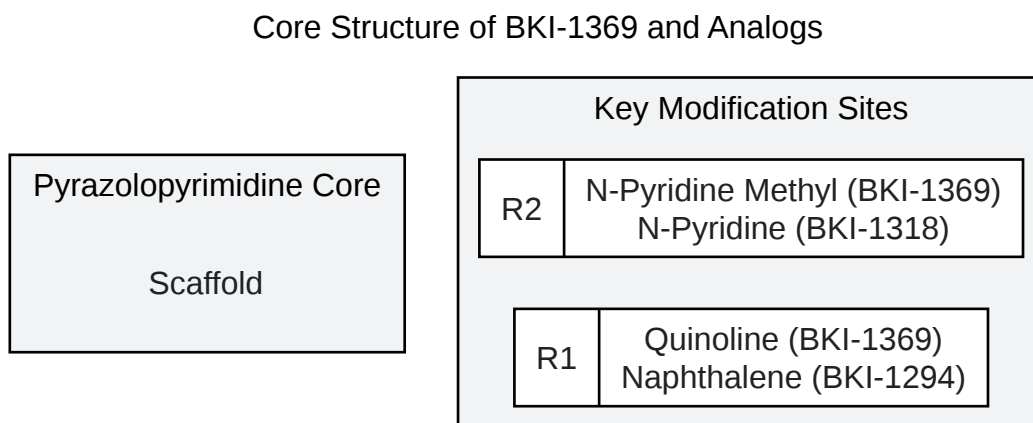 Core Structure of BKI-1369 and Analogs
Pyrazolopyrimidine Core
Scaffold
Key Modification Sites
R2
N-Pyridine Methyl (BKI-1369)
N-Pyridine (BKI-1318)
R1
Quinoline (BKI-1369)
Naphthalene (BKI-1294)